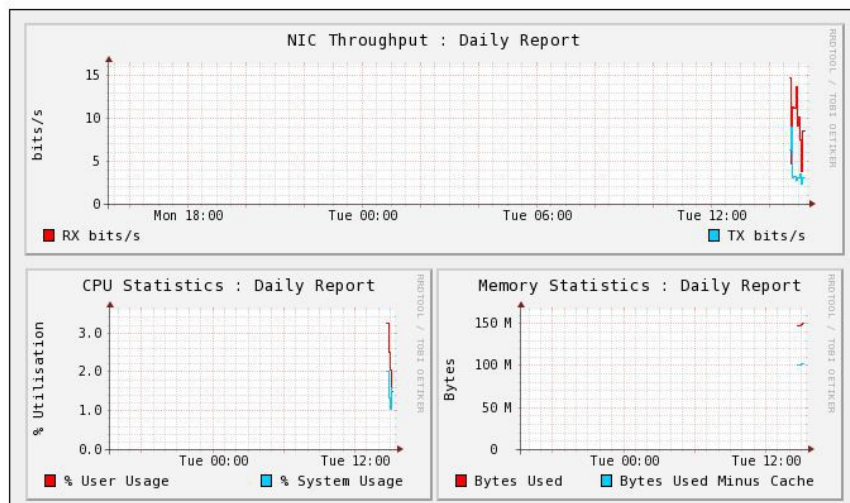 NIC Throughput : Daily Report
RRDTOOL / TOBI OETIKER
bits/s
15
10
5
0
Mon 18:00 Tue 00:00 Tue 06:00 Tue 12:00
RX bits/s TX bits/s
CPU Statistics : Daily Report
RRDTOOL / TOBI OETIKER
% Utilisation
3.0
2.0
1.0
0.0
Tue 00:00 Tue 12:00
% User Usage % System Usage
Memory Statistics : Daily Report
RRDTOOL / TOBI OETIKER
Bytes
150 M
100 M
50 M
0
Tue 00:00 Tue 12:00
Bytes Used Bytes Used Minus Cache